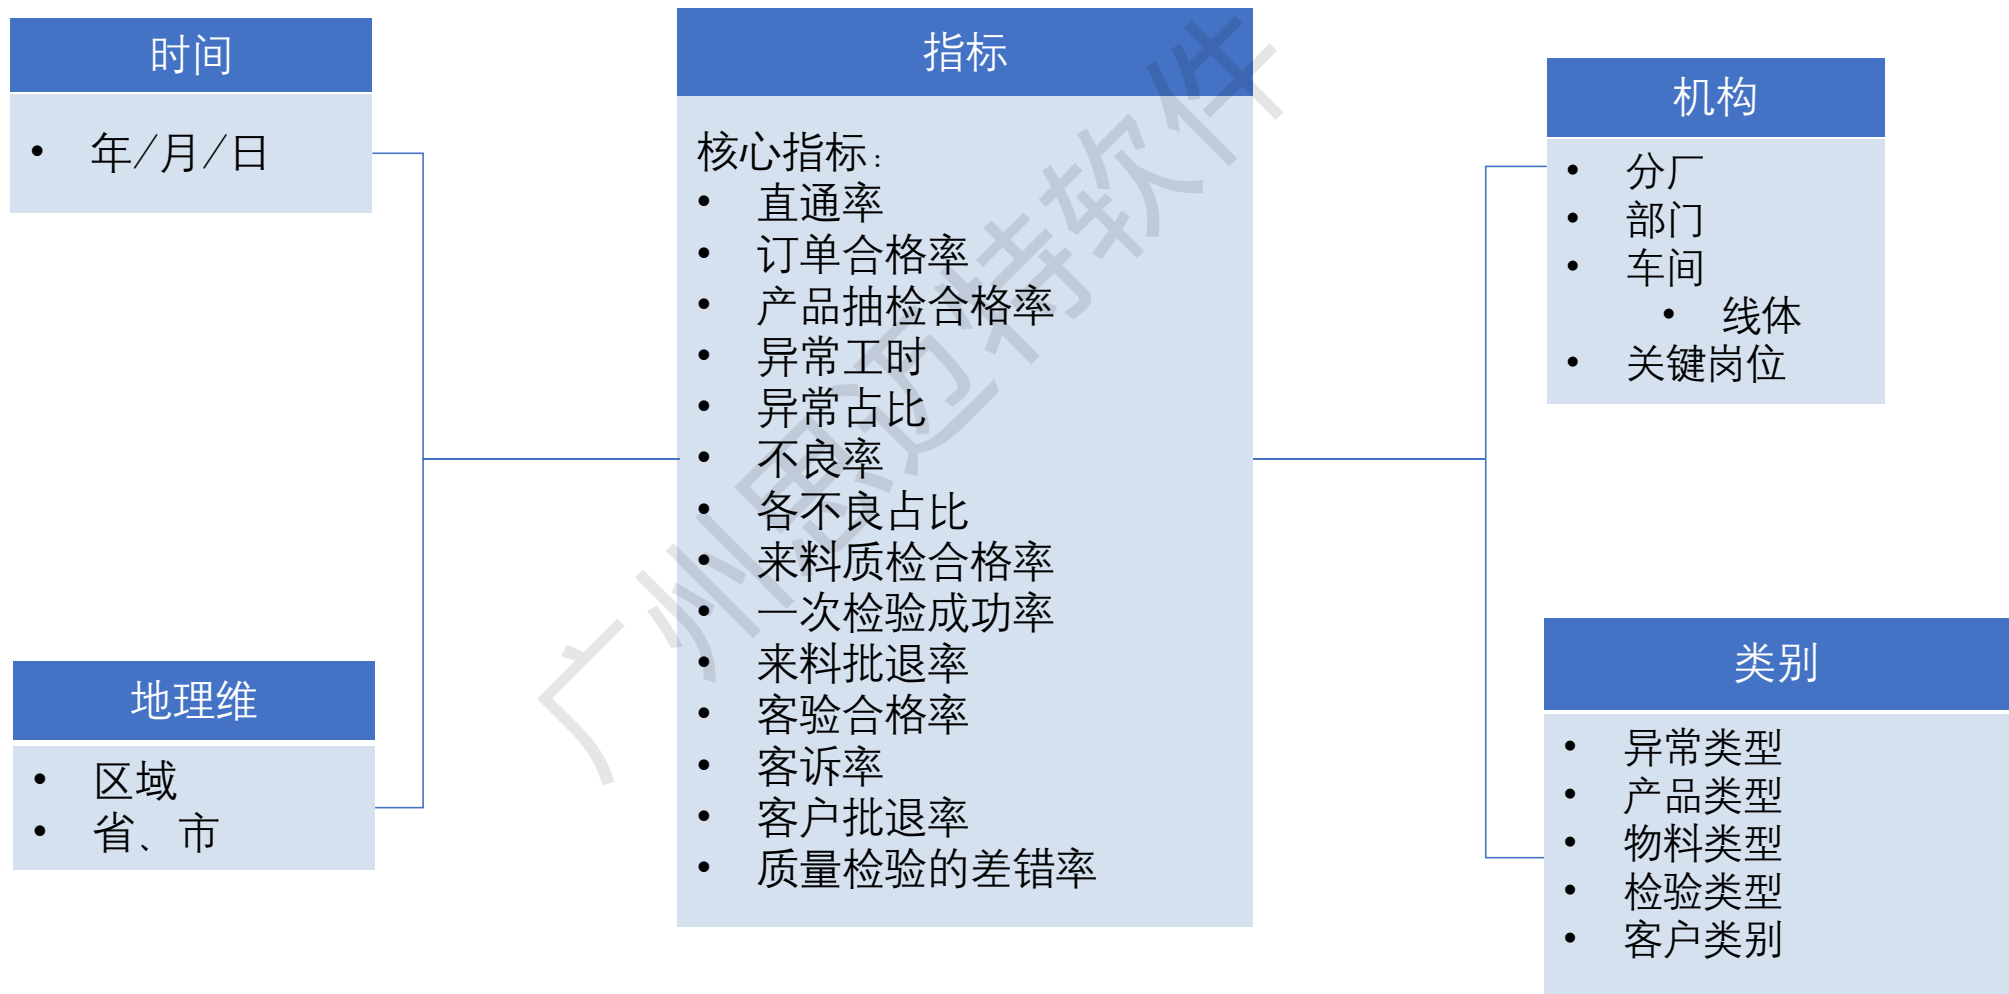 时间
• 年/月/日
地理维
• 区域
• 省、市
指标
核心指标：
• 直通率
• 订单合格率
• 产品抽检合格率
• 异常工时
• 异常占比
• 不良率
• 各不良占比
• 来料质检合格率
• 一次检验成功率
• 来料批退率
• 客验合格率
• 客诉率
• 客户批退率
• 质量检验的差错率
机构
• 分厂
• 部门
• 车间
• 线体
• 关键岗位
类别
• 异常类型
• 产品类型
• 物料类型
• 检验类型
• 客户类别
广州思迈特软件